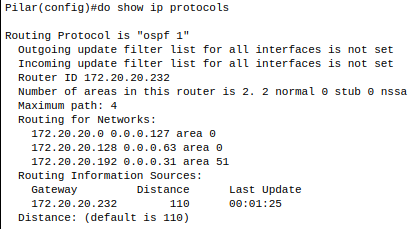 Pilar(config)#do show ip protocols
Routing Protocol is "ospf 1"
Outgoing update filter list for all interfaces is not set
Incoming update filter list for all interfaces is not set
Router ID 172.20.20.232
Number of areas in this router is 2. 2 normal 0 stub 0 nssa
Maximum path: 4
Routing for Networks:
172.20.20.0 0.0.0.127 area 0
172.20.20.128 0.0.0.63 area 0
172.20.20.192 0.0.0.31 area 51
Routing Information Sources:
Gateway Distance Last Update
172.20.20.232 110 00:01:25
Distance: (default is 110)